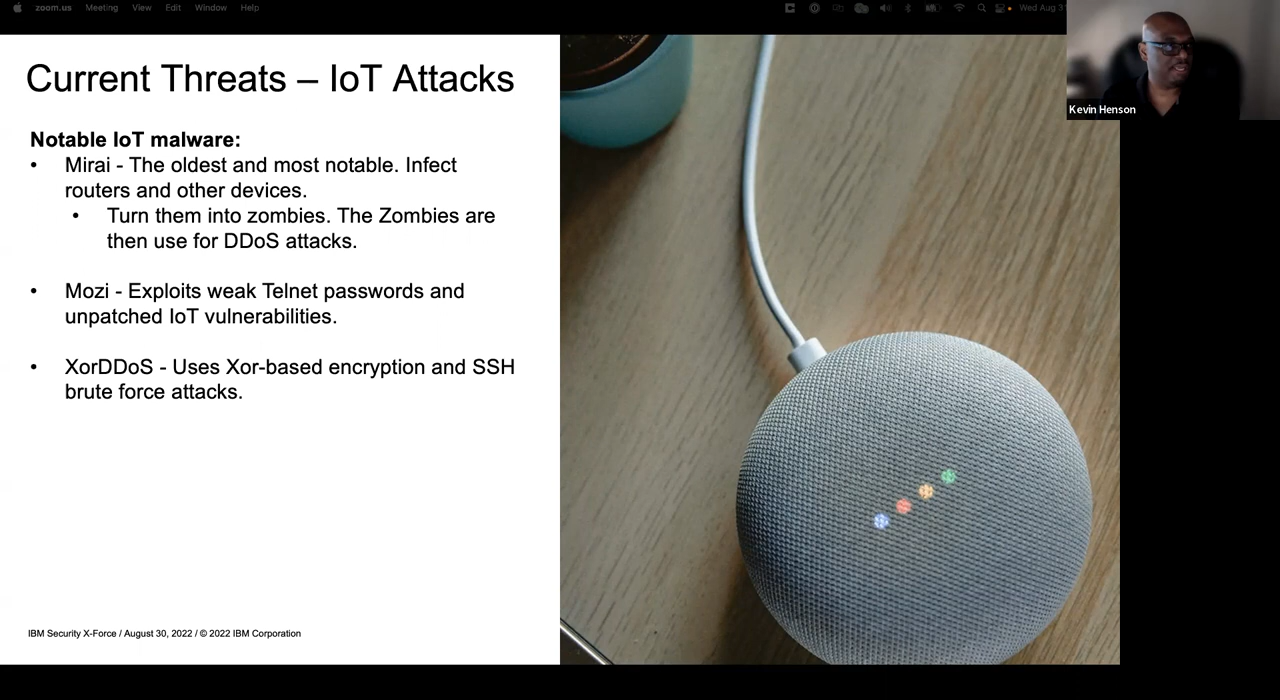 zoom.us Meeting View Edit Window Help Wed Aug 31
Kevin Henson
Current Threats – IoT Attacks
Notable IoT malware:
• Mirai - The oldest and most notable. Infect
routers and other devices.
• Turn them into zombies. The Zombies are
then use for DDoS attacks.
• Mozi - Exploits weak Telnet passwords and
unpatched IoT vulnerabilities.
• XorDDoS - Uses Xor-based encryption and SSH
brute force attacks.
IBM Security X-Force / August 30, 2022 / © 2022 IBM Corporation